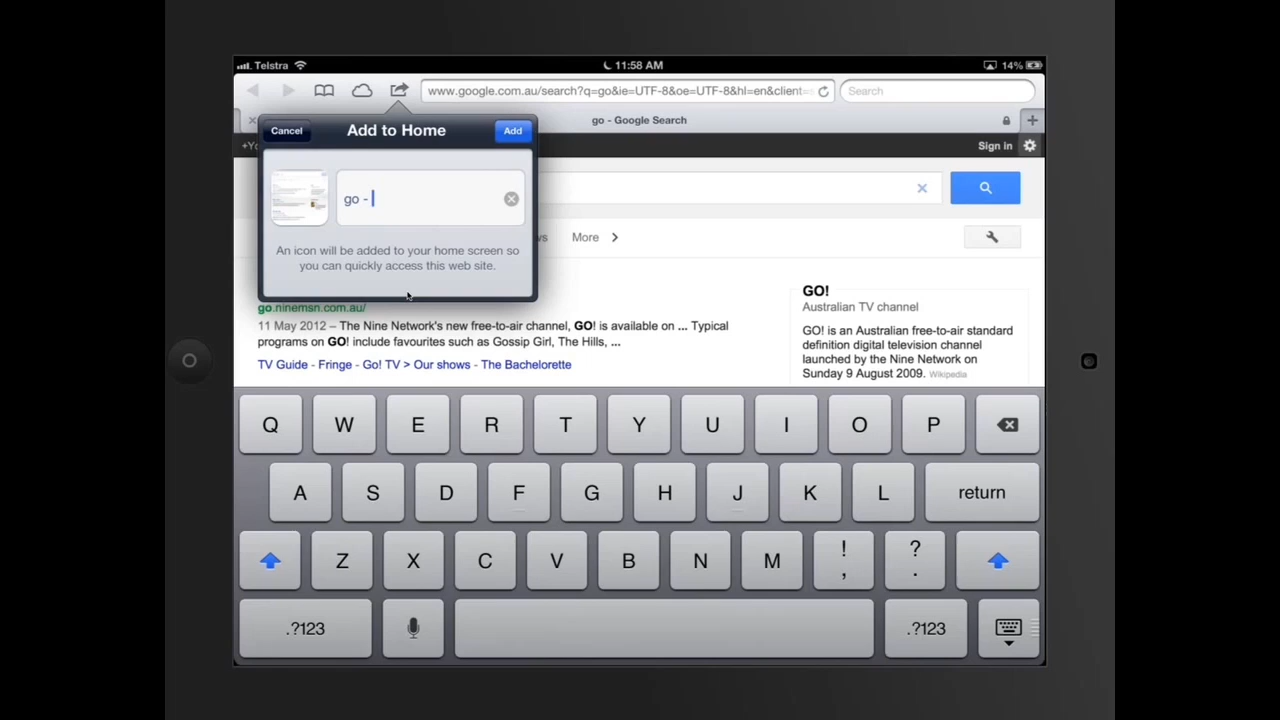 Telstra 11:58 AM 14%
www.google.com.au/search?q=go&ie=UTF-8&oe=UTF-8&hl=en&client= Search
go - Google Search
+Yo Sign in
Cancel Add to Home Add
go -
An icon will be added to your home screen so
you can quickly access this web site.
More
go.ninemsn.com.au/
11 May 2012 – The Nine Network's new free-to-air channel, GO! is available on ... Typical
programs on GO! include favourites such as Gossip Girl, The Hills, ...
TV Guide - Fringe - Go! TV > Our shows - The Bachelorette
GO!
Australian TV channel
GO! is an Australian free-to-air standard
definition digital television channel
launched by the Nine Network on
Sunday 9 August 2009. Wikipedia
Q W E R T Y U I O P
A S D F G H J K L return
Z X C V B N M ! , ? .
.?123 .?123